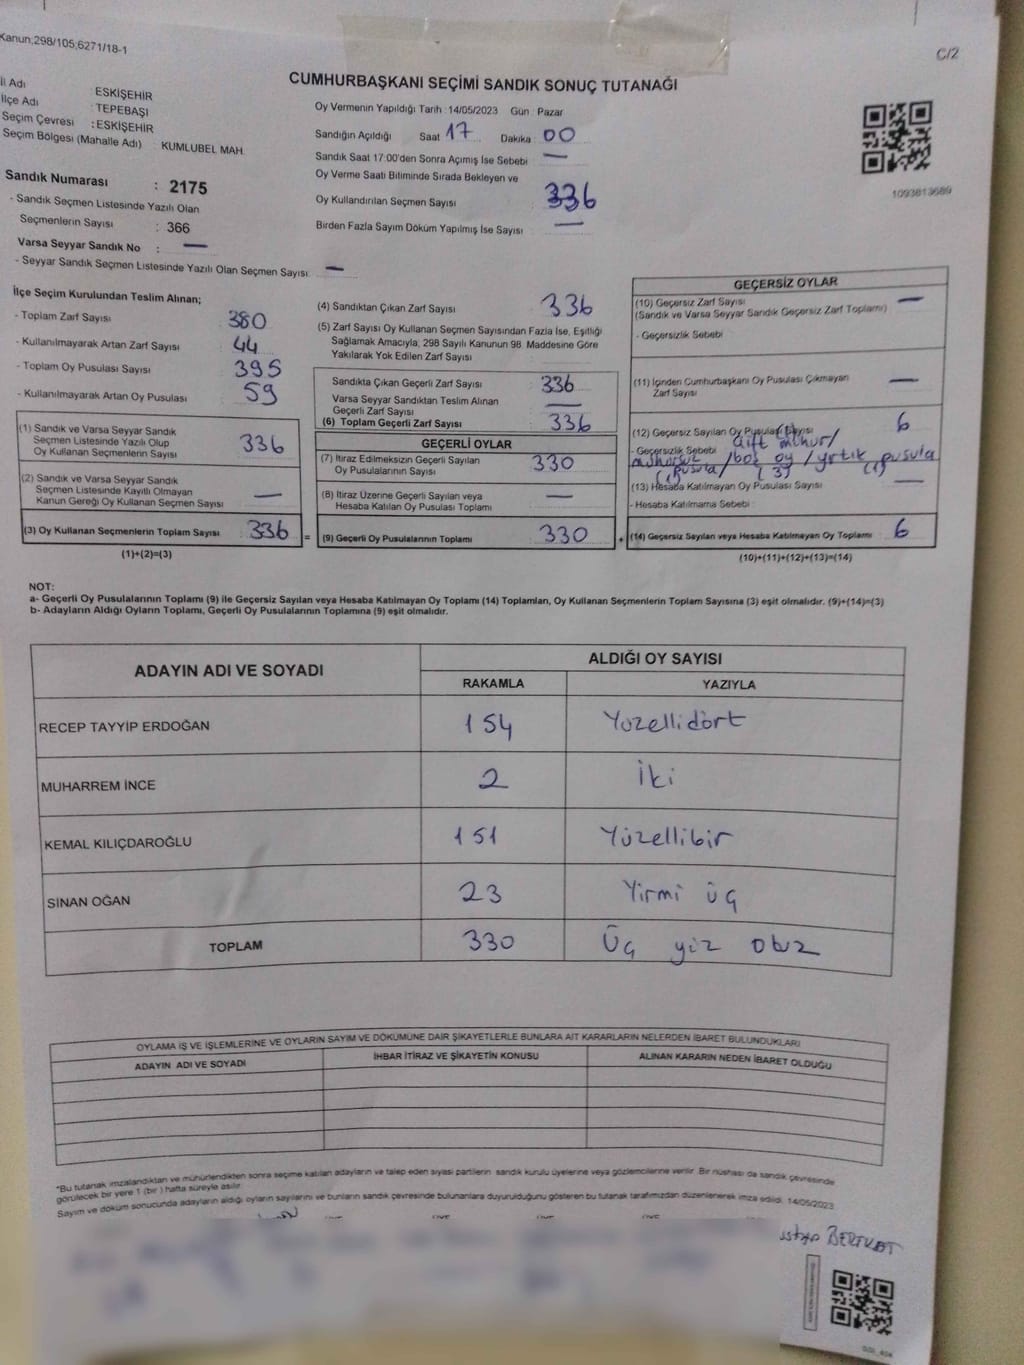 Kanun;298/105;6271/18-1
C/2
CUMHURBAŞKANI SEÇİMİ SANDIK SONUÇ TUTANAĞI
İl Adı ESKİŞEHİR
İlçe Adı : TEPEBAŞI
Seçim Çevresi : ESKİŞEHİR
Seçim Bölgesi (Mahalle Adı) KUMLUBEL MAH.
Sandık Numarası : 2175
- Sandık Seçmen Listesinde Yazılı Olan
Seçmenlerin Sayısı : 366
Varsa Seyyar Sandık No : —
- Seyyar Sandık Seçmen Listesinde Yazılı Olan Seçmen Sayısı: —
Oy Vermenin Yapıldığı Tarih : 14/05/2023 Gün : Pazar
Sandığın Açıldığı Saat 17 Dakika : 00
Sandık Saat 17:00'den Sonra Açımış İse Sebebi : —
Oy Verme Saati Bitiminde Sırada Bekleyen ve
Oy Kullandırılan Seçmen Sayısı 336
Birden Fazla Sayım Döküm Yapılmış İse Sayısı —
1093813689
İlçe Seçim Kurulundan Teslim Alınan;
- Toplam Zarf Sayısı 380
- Kullanılmayarak Artan Zarf Sayısı 44
- Toplam Oy Pusulası Sayısı 395
- Kullanılmayarak Artan Oy Pusulası 59
(1) Sandık ve Varsa Seyyar Sandık
Seçmen Listesinde Yazılı Olup
Oy Kullanan Seçmenlerin Sayısı 336
(2) Sandık ve Varsa Seyyar Sandık
Seçmen Listesinde Kayıtlı Olmayan
Kanun Gereği Oy Kullanan Seçmen Sayısı —
(3) Oy Kullanan Seçmenlerin Toplam Sayısı 336 =
(1)+(2)=(3)
(4) Sandıktan Çıkan Zarf Sayısı 336
(5) Zarf Sayısı Oy Kullanan Seçmen Sayısından Fazla İse, Eşitliği
Sağlamak Amacıyla, 298 Sayılı Kanunun 98. Maddesine Göre
Yakılarak Yok Edilen Zarf Sayısı
Sandıkta Çıkan Geçerli Zarf Sayısı 336
Varsa Seyyar Sandıktan Teslim Alınan
Geçerli Zarf Sayısı —
(6) Toplam Geçerli Zarf Sayısı 336
GEÇERLİ OYLAR
(7) İtiraz Edilmeksizin Geçerli Sayılan
Oy Pusulalarının Sayısı 330
(8) İtiraz Üzerine Geçerli Sayılan veya
Hesaba Katılan Oy Pusulası Toplamı —
(9) Geçerli Oy Pusulalarının Toplamı 330 +
GEÇERSİZ OYLAR
(10) Geçersiz Zarf Sayısı —
(Sandık ve Varsa Seyyar Sandık Geçersiz Zarf Toplamı)
- Geçersizlik Sebebi
(11) İçinden Cumhurbaşkanı Oy Pusulası Çıkmayan
Zarf Sayısı —
(12) Geçersiz Sayılan Oy Pusulası Sayısı 6
- Geçersizlik Sebebi çift mühür/
mühürsüz pusula /boş oy /yırtık pusula
(1) (3) (1)
(13) Hesaba Katılmayan Oy Pusulası Sayısı —
- Hesaba Katılmama Sebebi :
(14) Geçersiz Sayılan veya Hesaba Katılmayan Oy Toplamı 6
(10)+(11)+(12)+(13)=(14)
NOT:
a- Geçerli Oy Pusulalarının Toplamı (9) ile Geçersiz Sayılan veya Hesaba Katılmayan Oy Toplamı (14) Toplamları, Oy Kullanan Seçmenlerin Toplam Sayısına (3) eşit olmalıdır. (9)+(14)=(3)
b- Adayların Aldığı Oyların Toplamı, Geçerli Oy Pusulalarının Toplamına (9) eşit olmalıdır.
ADAYIN ADI VE SOYADI ALDIĞI OY SAYISI
RAKAMLA YAZIYLA
RECEP TAYYİP ERDOĞAN 154 Yüzellidört
MUHARREM İNCE 2 İki
KEMAL KILIÇDAROĞLU 151 Yüzellibir
SİNAN OĞAN 23 Yirmi üç
TOPLAM 330 Üç yüz otuz
OYLAMA İŞ VE İŞLEMLERİNE VE OYLARIN SAYIM VE DÖKÜMÜNE DAİR ŞİKAYETLERLE BUNLARA AİT KARARLARIN NELERDEN İBARET BULUNDUKLARI
ADAYIN ADI VE SOYADI İHBAR İTİRAZ VE ŞİKAYETİN KONUSU ALINAN KARARIN NEDEN İBARET OLDUĞU
*Bu tutanak, imzalandıktan ve mühürlendikten sonra seçime katılan adayların ve talep eden siyasi partilerin sandık kurulu üyelerine veya gözlemcilerine verilir. Bir nüshası da sandık çevresinde
görülecek bir yere 1 (bir) hafta süreyle asılır.
Sayım ve döküm sonucunda adayların aldığı oyların sayılarını ve bunların sandık çevresinde bulunanlara duyurulduğunu gösteren bu tutanak tarafımızdan düzenlenerek imza edildi. 14/05/2023